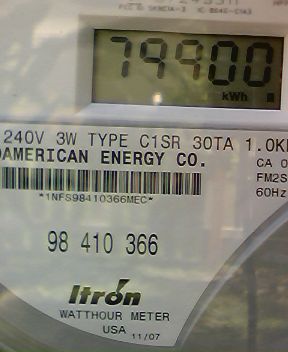 79900
kWh
240V 3W TYPE C1SR 30TA 1.0K
AMERICAN ENERGY CO.
CA 0
FM2S
60Hz
*1NFS98410366MEC*
98 410 366
Itron
WATTHOUR METER
USA 11/07